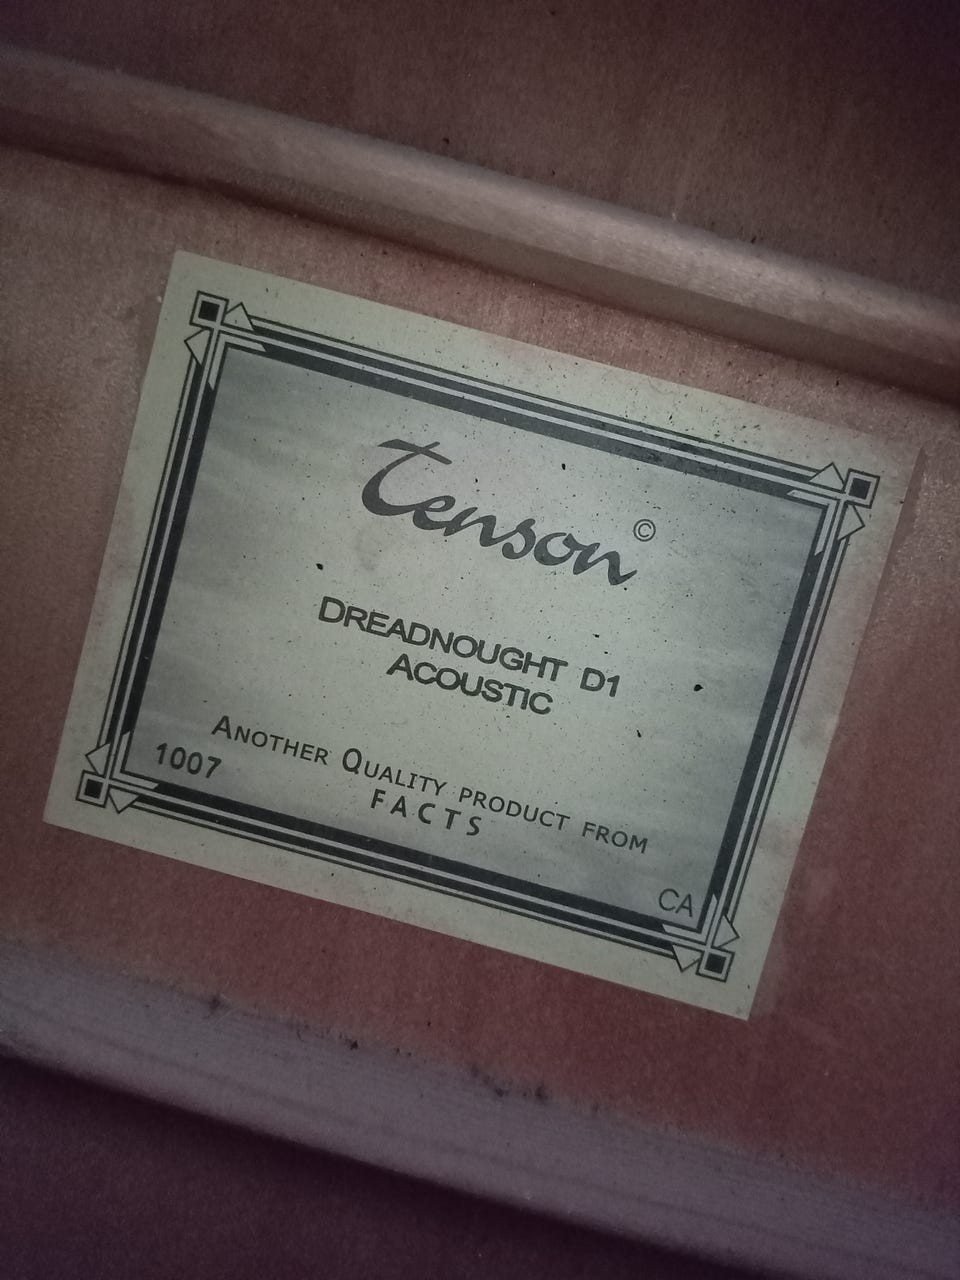 Tenson ©
DREADNOUGHT D1
ACOUSTIC
ANOTHER QUALITY PRODUCT FROM
1007
FACTS
CA